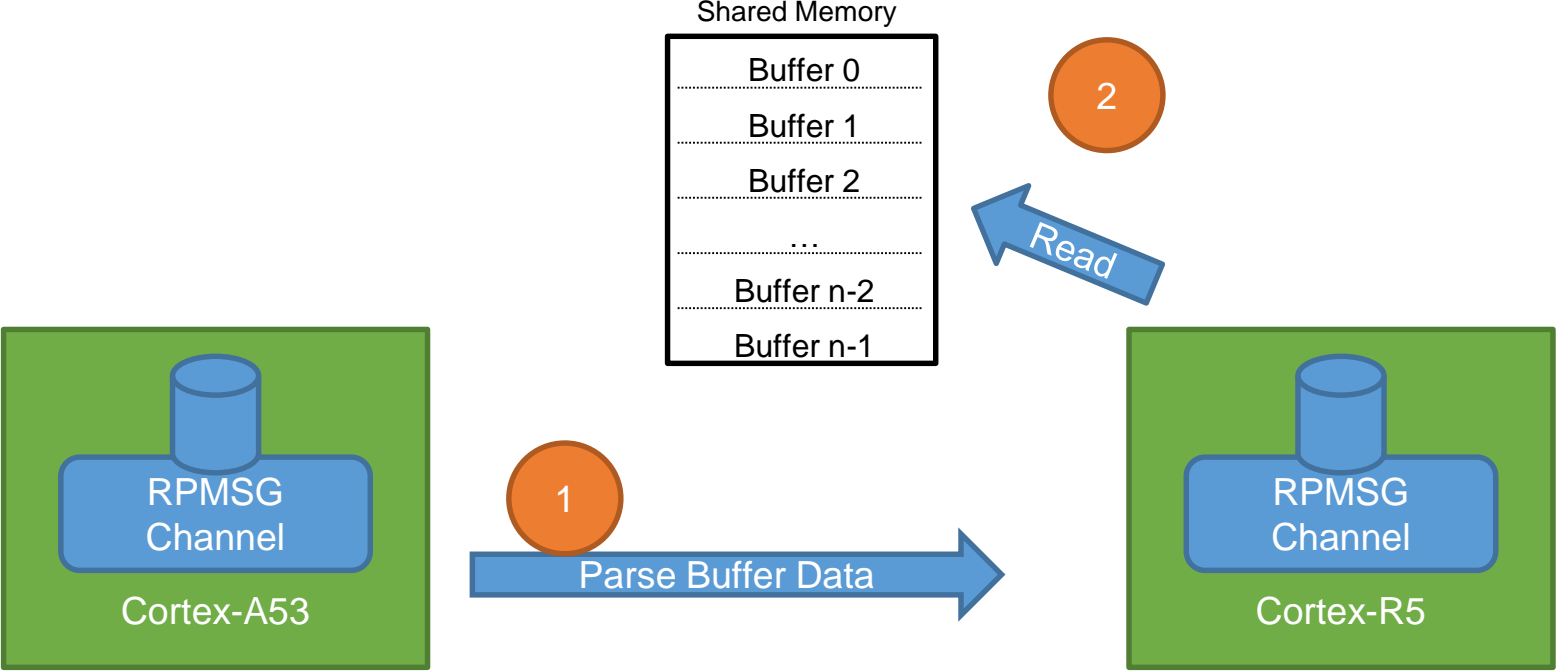 Shared Memory
Buffer 0
Buffer 1
Buffer 2
...
Buffer n-2
Buffer n-1
2
Read
RPMSG
Channel
Cortex-A53
1
Parse Buffer Data
RPMSG
Channel
Cortex-R5